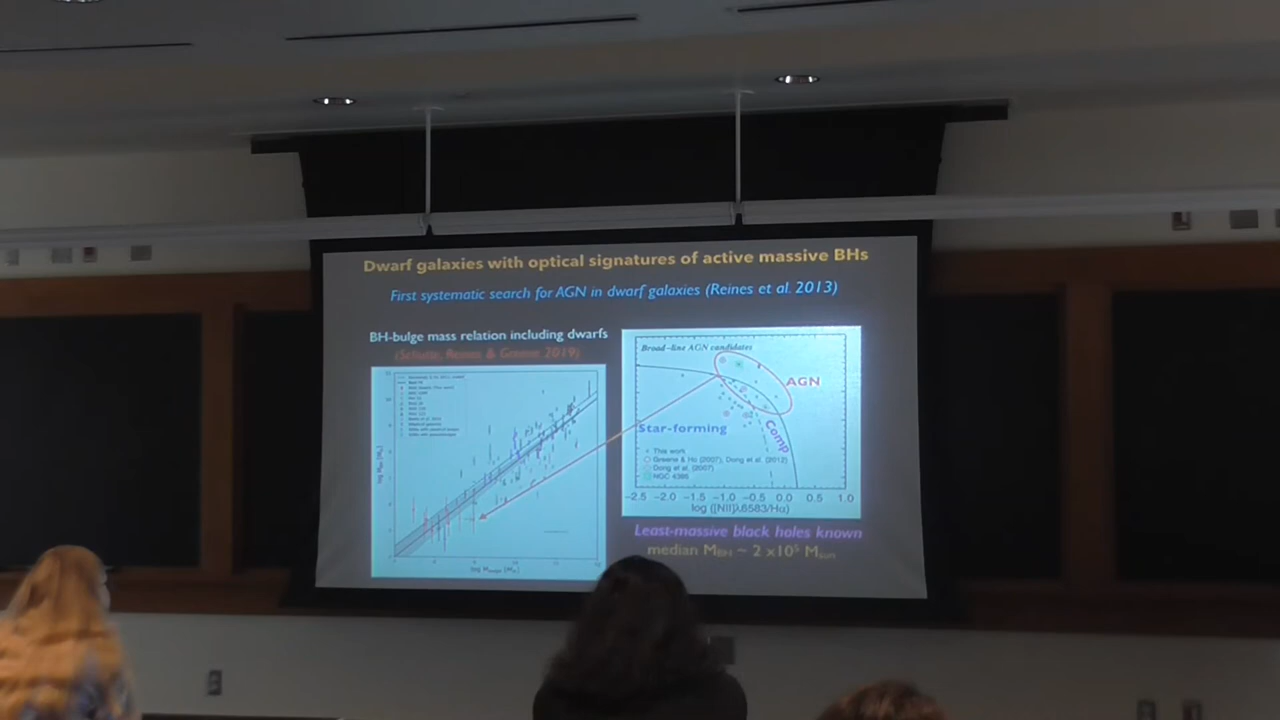 Dwarf galaxies with optical signatures of active massive BHs
First systematic search for AGN in dwarf galaxies (Reines et al. 2013)
BH-bulge mass relation including dwarfs
(Schutte, Reines & Greene 2019)
log M_bulge [M_☉]
Broad-line AGN candidates
AGN
Star-forming
Comp
This work
Greene & Ho (2007), Dong et al. (2012)
Dong et al. (2007)
NGC 4395
-2.5 -2.0 -1.5 -1.0 -0.5 0.0 0.5 1.0
log ([NII]λ6583/Hα)
Least-massive black holes known
median M_BH ~ 2 x10⁵ M_sun